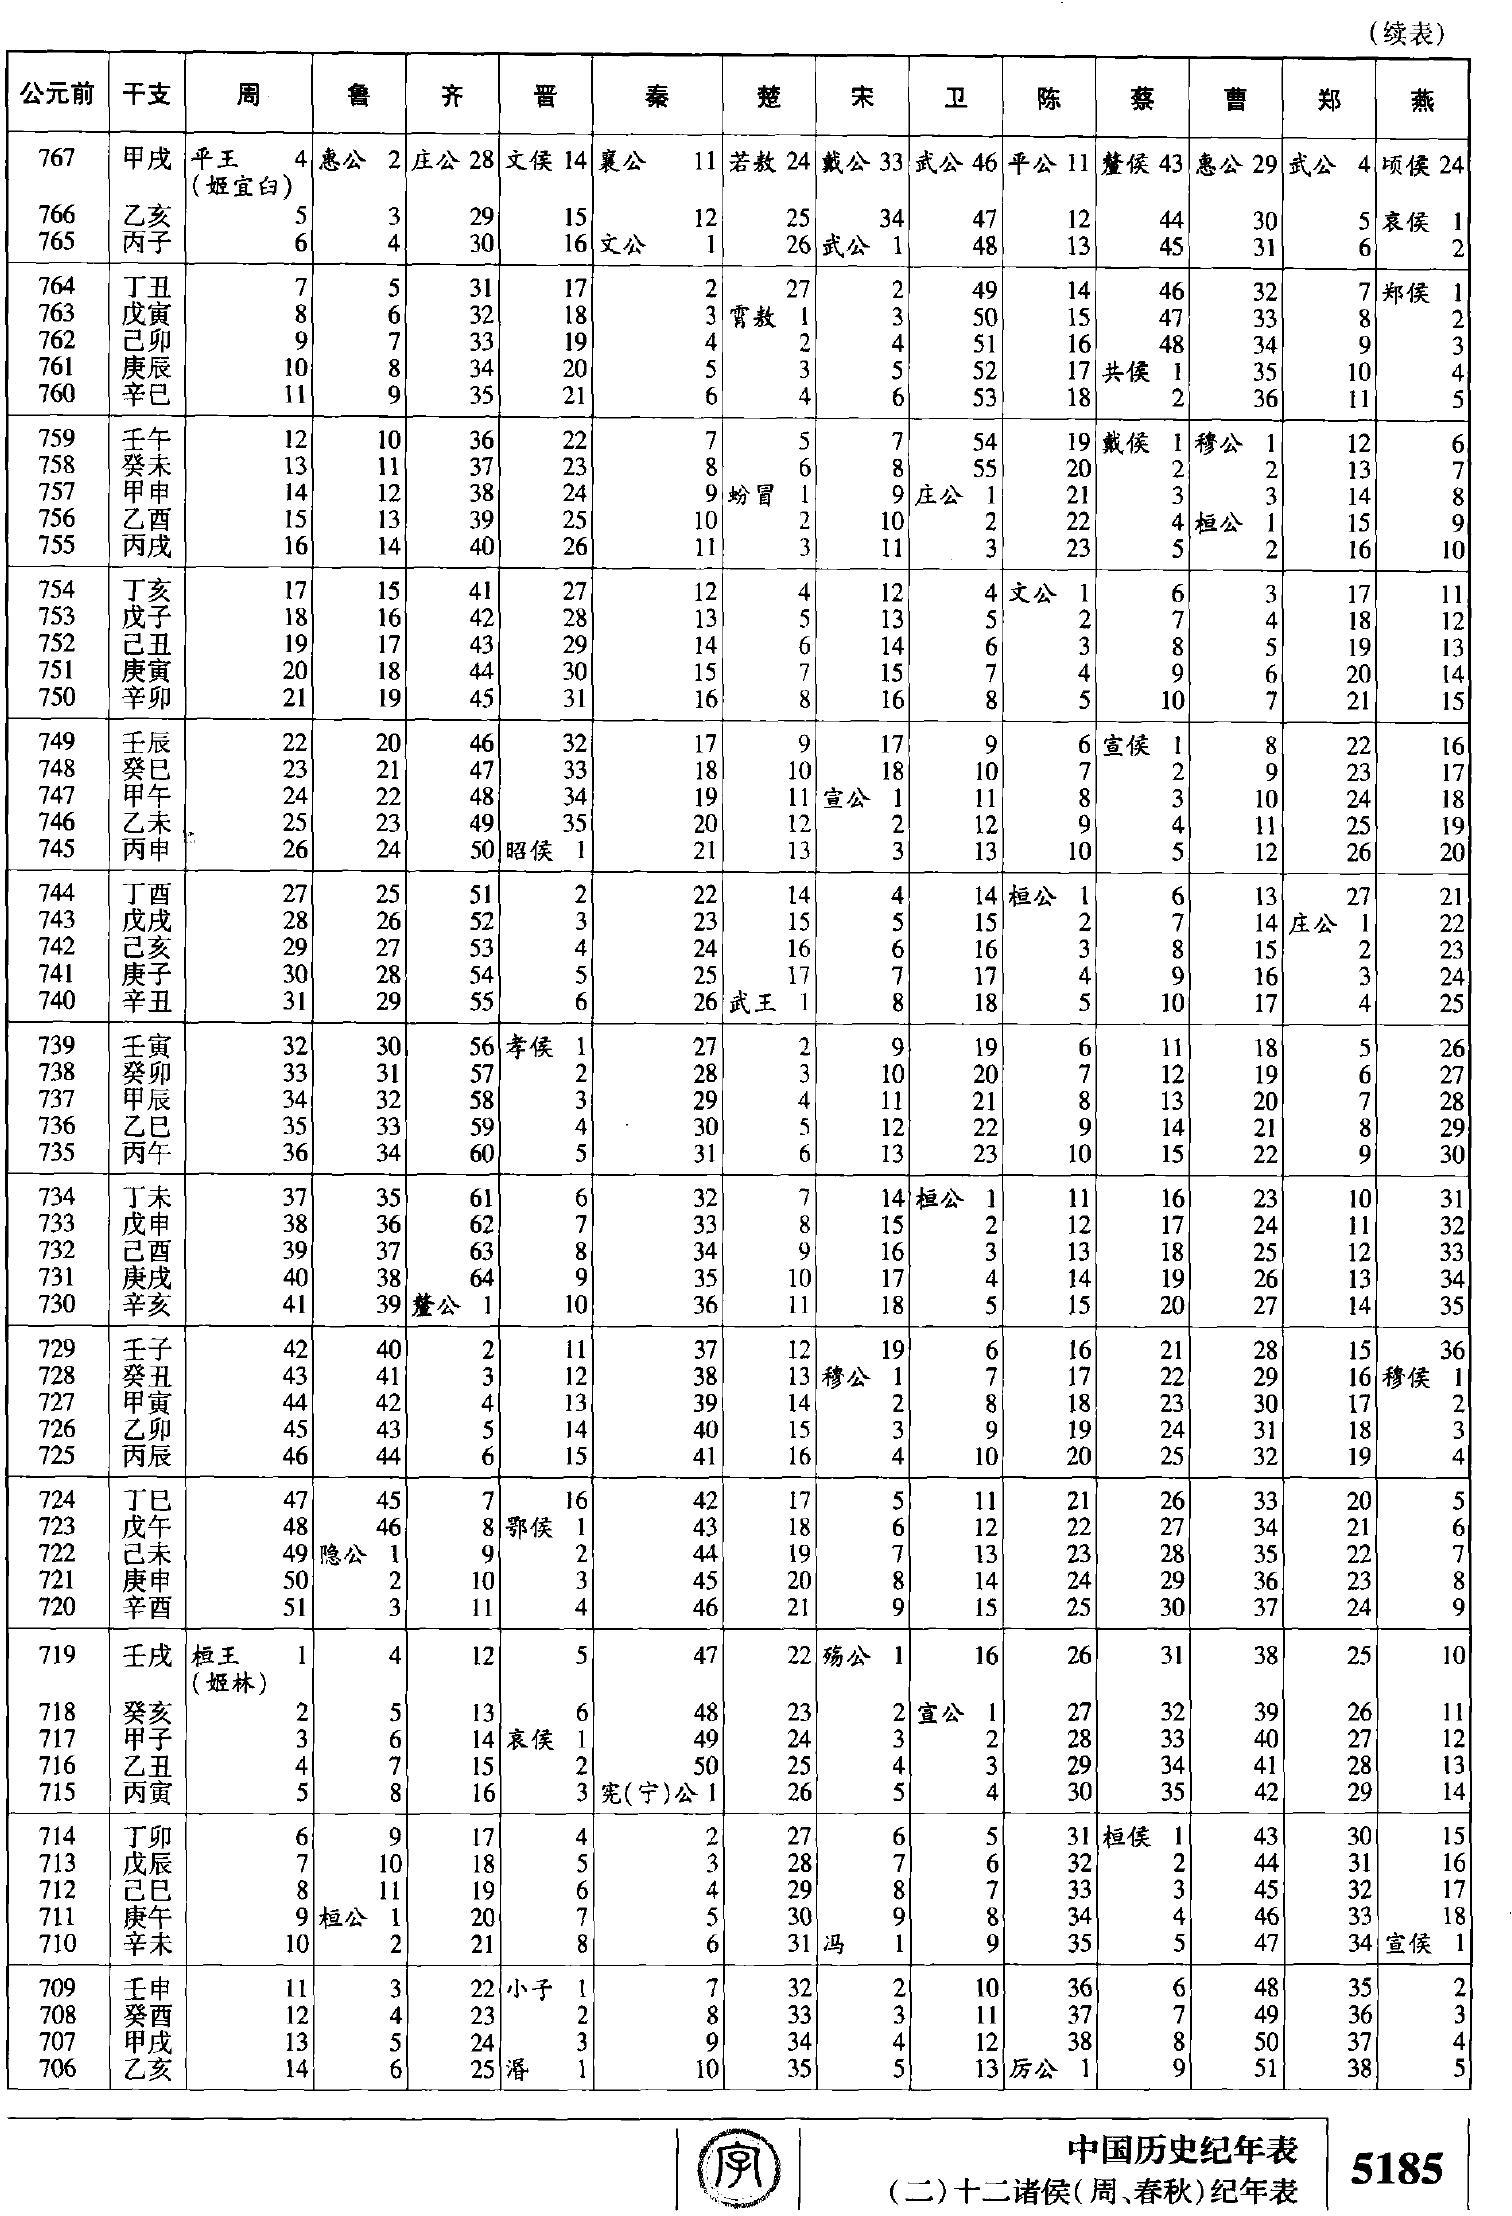 (续表)
公元前 干支 周 鲁 齐 晋 秦 楚 宋 卫 陈 蔡 曹 郑 燕
767 甲戌 平王 4 惠公 2 庄公 28 文侯 14 襄公 11 若敖 24 戴公 33 武公 46 平公 11 釐侯 43 惠公 29 武公 4 顷侯 24
(姬宜臼)
766 乙亥 5 3 29 15 12 25 34 47 12 44 30 5 哀侯 1
765 丙子 6 4 30 16 文公 1 26 武公 1 48 13 45 31 6 2
764 丁丑 7 5 31 17 2 27 2 49 14 46 32 7 郑侯 1
763 戊寅 8 6 32 18 3 霄敖 1 3 50 15 47 33 8 2
762 己卯 9 7 33 19 4 2 4 51 16 48 34 9 3
761 庚辰 10 8 34 20 5 3 5 52 17 共侯 1 35 10 4
760 辛巳 11 9 35 21 6 4 6 53 18 2 36 11 5
759 壬午 12 10 36 22 7 5 7 54 19 戴侯 1 穆公 1 12 6
758 癸未 13 11 37 23 8 6 8 55 20 2 2 13 7
757 甲申 14 12 38 24 9 蚡冒 1 9 庄公 1 21 3 3 14 8
756 乙酉 15 13 39 25 10 2 10 2 22 4 桓公 1 15 9
755 丙戌 16 14 40 26 11 3 11 3 23 5 2 16 10
754 丁亥 17 15 41 27 12 4 12 4 文公 1 6 3 17 11
753 戊子 18 16 42 28 13 5 13 5 2 7 4 18 12
752 己丑 19 17 43 29 14 6 14 6 3 8 5 19 13
751 庚寅 20 18 44 30 15 7 15 7 4 9 6 20 14
750 辛卯 21 19 45 31 16 8 16 8 5 10 7 21 15
749 壬辰 22 20 46 32 17 9 17 9 6 宣侯 1 8 22 16
748 癸巳 23 21 47 33 18 10 18 10 7 2 9 23 17
747 甲午 24 22 48 34 19 11 宣公 1 11 8 3 10 24 18
746 乙未 25 23 49 35 20 12 2 12 9 4 11 25 19
745 丙申 26 24 50 昭侯 1 21 13 3 13 10 5 12 26 20
744 丁酉 27 25 51 2 22 14 4 14 桓公 1 6 13 27 21
743 戊戌 28 26 52 3 23 15 5 15 2 7 14 庄公 1 22
742 己亥 29 27 53 4 24 16 6 16 3 8 15 2 23
741 庚子 30 28 54 5 25 17 7 17 4 9 16 3 24
740 辛丑 31 29 55 6 26 武王 1 8 18 5 10 17 4 25
739 壬寅 32 30 56 孝侯 1 27 2 9 19 6 11 18 5 26
738 癸卯 33 31 57 2 28 3 10 20 7 12 19 6 27
737 甲辰 34 32 58 3 29 4 11 21 8 13 20 7 28
736 乙巳 35 33 59 4 30 5 12 22 9 14 21 8 29
735 丙午 36 34 60 5 31 6 13 23 10 15 22 9 30
734 丁未 37 35 61 6 32 7 14 桓公 1 11 16 23 10 31
733 戊申 38 36 62 7 33 8 15 2 12 17 24 11 32
732 己酉 39 37 63 8 34 9 16 3 13 18 25 12 33
731 庚戌 40 38 64 9 35 10 17 4 14 19 26 13 34
730 辛亥 41 39 釐公 1 10 36 11 18 5 15 20 27 14 35
729 壬子 42 40 2 11 37 12 19 6 16 21 28 15 36
728 癸丑 43 41 3 12 38 13 穆公 1 7 17 22 29 16 穆侯 1
727 甲寅 44 42 4 13 39 14 2 8 18 23 30 17 2
726 乙卯 45 43 5 14 40 15 3 9 19 24 31 18 3
725 丙辰 46 44 6 15 41 16 4 10 20 25 32 19 4
724 丁巳 47 45 7 16 42 17 5 11 21 26 33 20 5
723 戊午 48 46 8 鄂侯 1 43 18 6 12 22 27 34 21 6
722 己未 49 隐公 1 9 2 44 19 7 13 23 28 35 22 7
721 庚申 50 2 10 3 45 20 8 14 24 29 36 23 8
720 辛酉 51 3 11 4 46 21 9 15 25 30 37 24 9
719 壬戌 桓王 1 4 12 5 47 22 殇公 1 16 26 31 38 25 10
(姬林)
718 癸亥 2 5 13 6 48 23 2 宣公 1 27 32 39 26 11
717 甲子 3 6 14 哀侯 1 49 24 3 2 28 33 40 27 12
716 乙丑 4 7 15 2 50 25 4 3 29 34 41 28 13
715 丙寅 5 8 16 3 宪(宁)公 1 26 5 4 30 35 42 29 14
714 丁卯 6 9 17 4 2 27 6 5 31 桓侯 1 43 30 15
713 戊辰 7 10 18 5 3 28 7 6 32 2 44 31 16
712 己巳 8 11 19 6 4 29 8 7 33 3 45 32 17
711 庚午 9 桓公 1 20 7 5 30 9 8 34 4 46 33 18
710 辛未 10 2 21 8 6 31 冯 1 9 35 5 47 34 宣侯 1
709 壬申 11 3 22 小子 1 7 32 2 10 36 6 48 35 2
708 癸酉 12 4 23 2 8 33 3 11 37 7 49 36 3
707 甲戌 13 5 24 3 9 34 4 12 38 8 50 37 4
706 乙亥 14 6 25 湣 1 10 35 5 13 厉公 1 9 51 38 5
字
中国历史纪年表
(二)十二诸侯(周、春秋)纪年表
5185